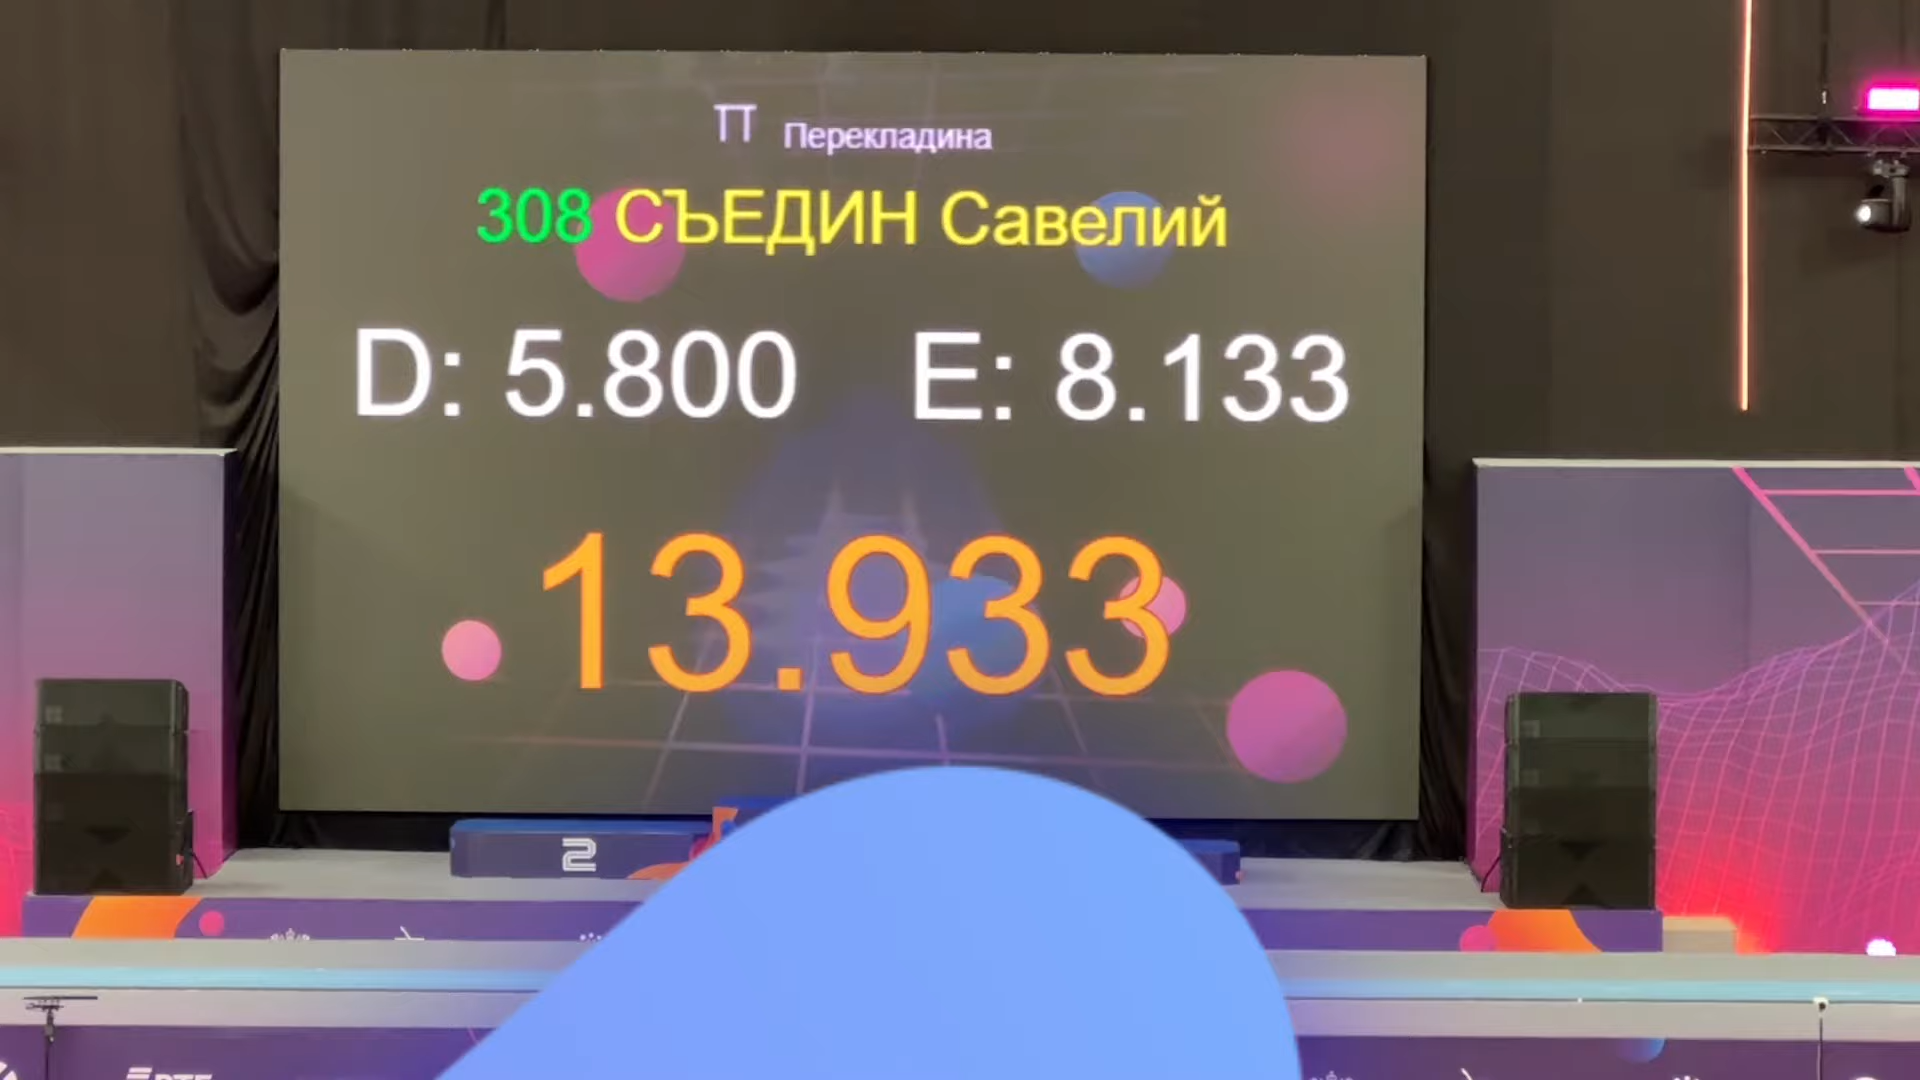 Перекладина
308 СЪЕДИН Савелий
D: 5.800 E: 8.133
13.933
2